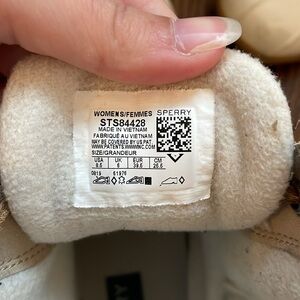 WOMENS/FEMMES SPERRY
STS84428
MADE IN VIETNAM
FABRIQUÉ AU VIETNAM
MAY BE COVERED BY US PAT.
WWW.PATENTS.WWWINC.COM
SIZE/GRANDEUR
USA UK EUR CM
8.5 6 39.5 25.5
0819 61976